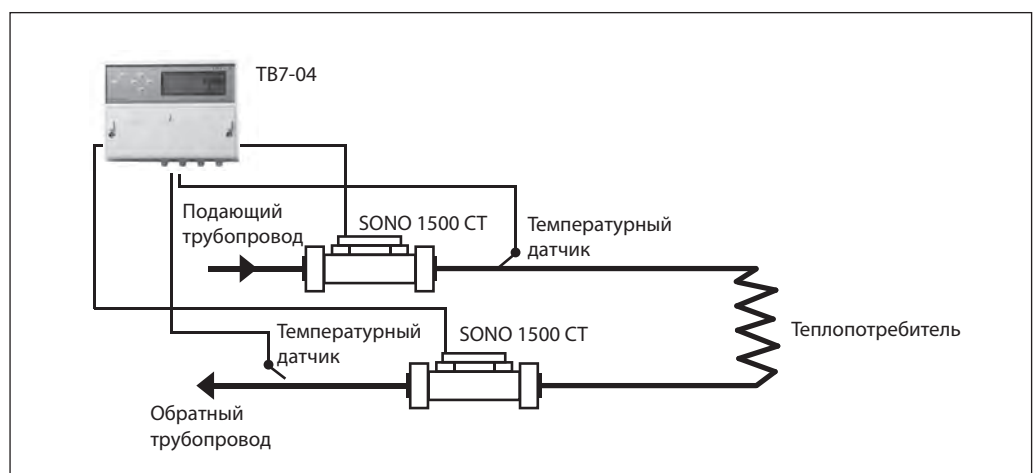 ТВ7-04
Подающий
трубопровод
SONO 1500 CT
Температурный
датчик
Температурный
датчик
SONO 1500 CT
Теплопотребитель
Обратный
трубопровод